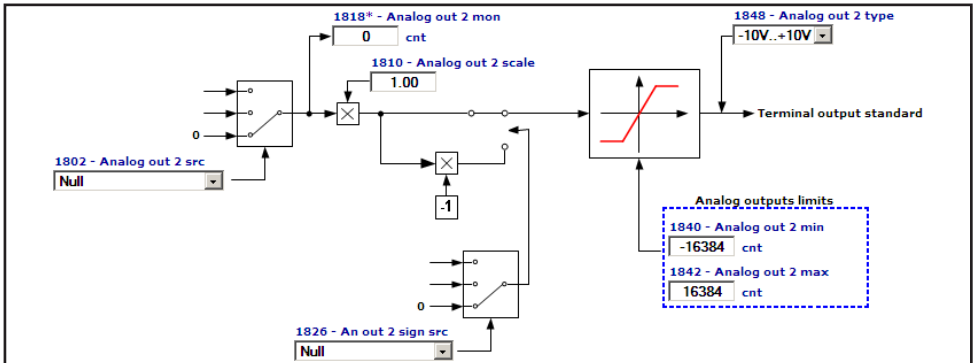 1818* - Analog out 2 mon
0 cnt
1848 - Analog out 2 type
-10V..+10V
1810 - Analog out 2 scale
1.00
0
Terminal output standard
1802 - Analog out 2 src
Null
-1
Analog outputs limits
1840 - Analog out 2 min
-16384 cnt
1842 - Analog out 2 max
16384 cnt
0
1826 - An out 2 sign src
Null